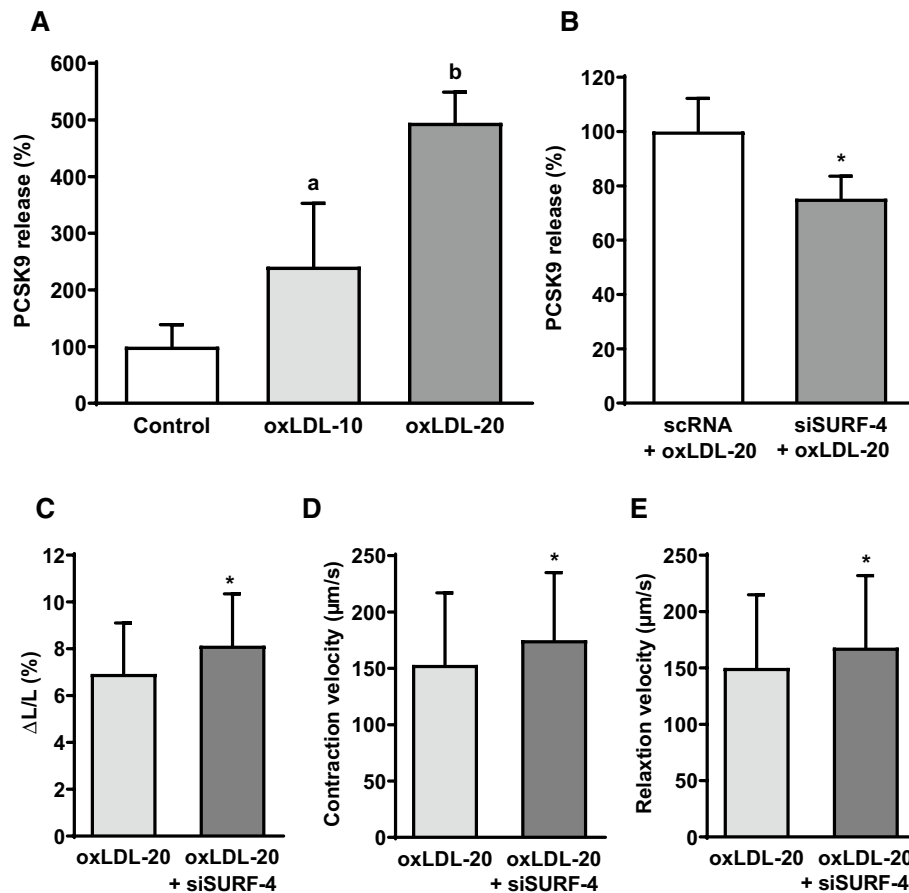 A
PCSK9 release (%)
600
500
400
300
200
100
0
a
b
Control
oxLDL-10
oxLDL-20
B
PCSK9 release (%)
120
100
80
60
40
20
0
*
scRNA
+ oxLDL-20
siSURF-4
+ oxLDL-20
C
ΔL/L (%)
12
10
8
6
4
2
0
*
oxLDL-20
oxLDL-20
+ siSURF-4
D
Contraction velocity (µm/s)
250
200
150
100
50
0
*
oxLDL-20
oxLDL-20
+ siSURF-4
E
Relaxtion velocity (µm/s)
250
200
150
100
50
0
*
oxLDL-20
oxLDL-20
+ siSURF-4